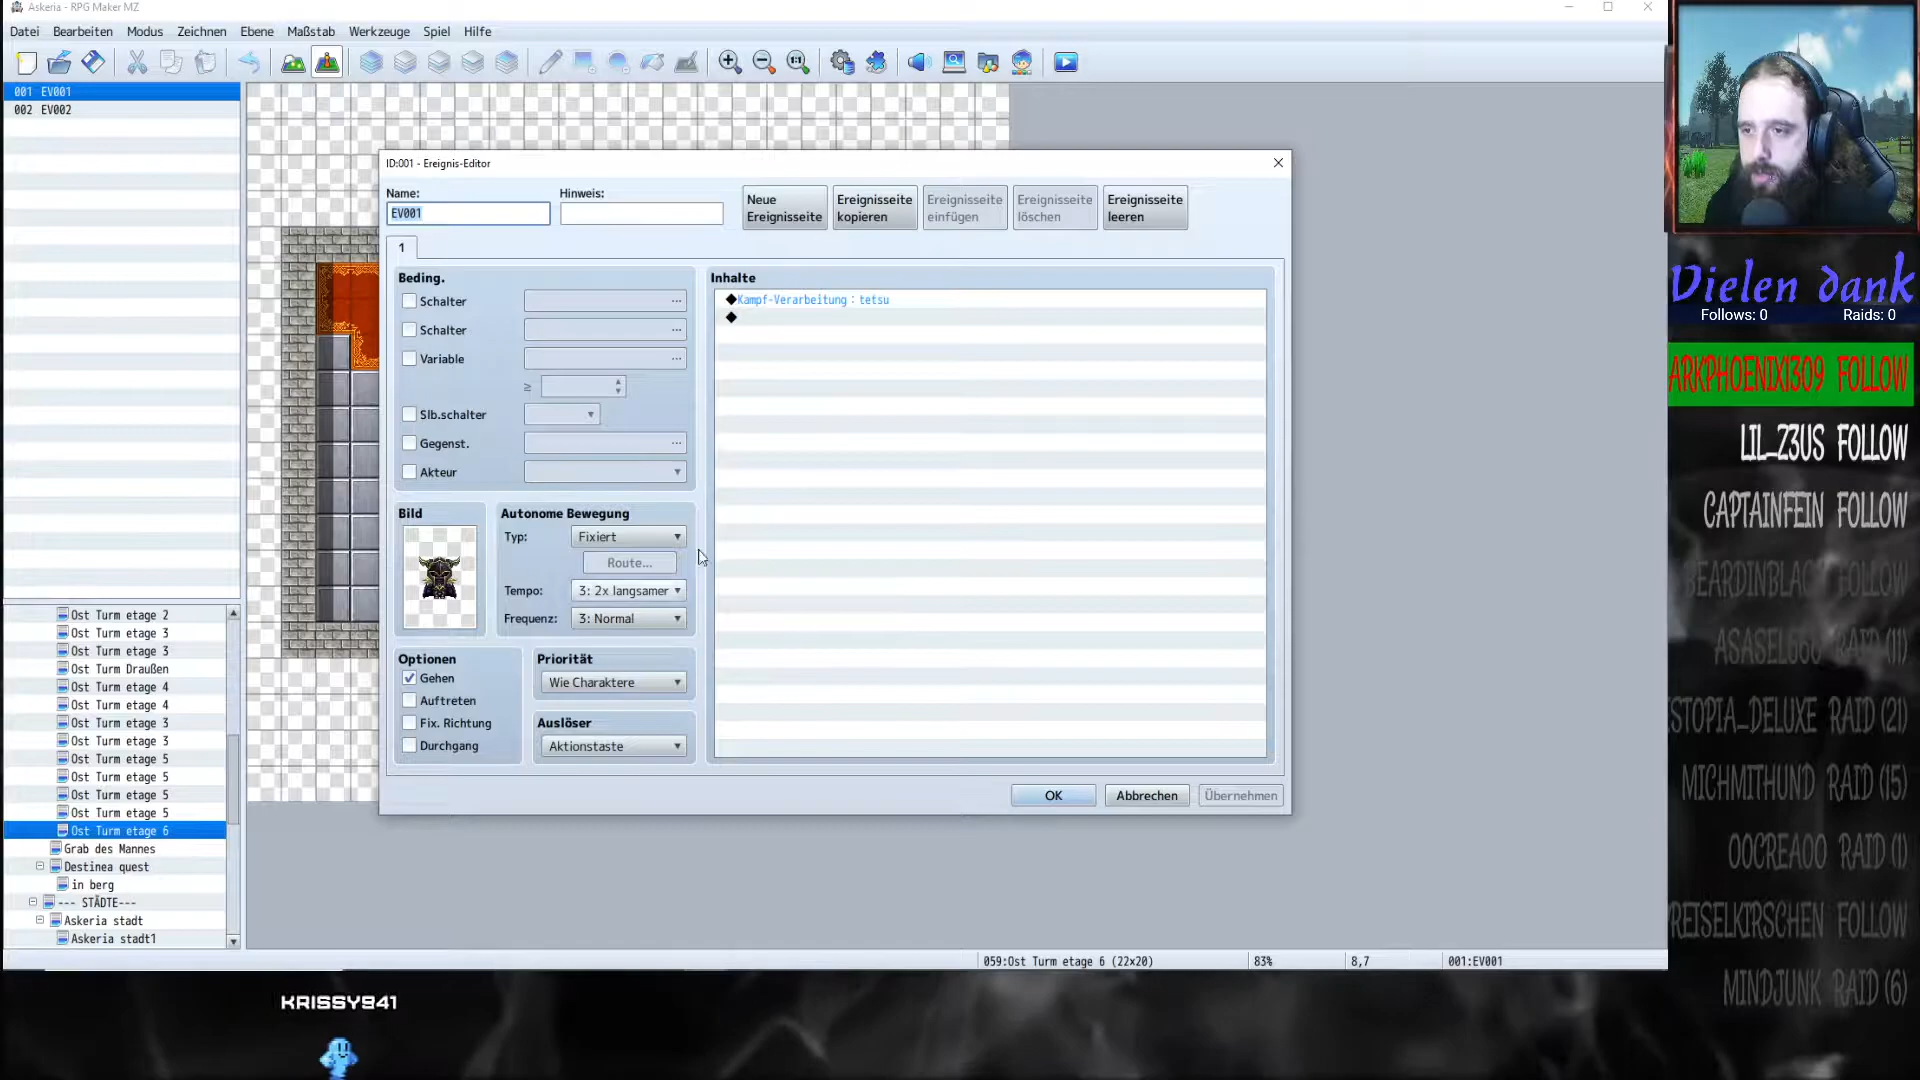 Askeria - RPG Maker MZ
Datei Bearbeiten Modus Zeichnen Ebene Maßstab Werkzeuge Spiel Hilfe
001 EV001
002 EV002
ID:001 - Ereignis-Editor
Name:
EV001
Hinweis:
Neue Ereignisseite
Ereignisseite kopieren
Ereignisseite einfügen
Ereignisseite löschen
Ereignisseite leeren
1
Beding.
Schalter
Schalter
Variable
≥
Slb.schalter
Gegenst.
Akteur
Inhalte
◆Kampf-Verarbeitung：tetsu
◆
Bild
Autonome Bewegung
Typ: Fixiert
Route...
Tempo: 3: 2x langsamer
Frequenz: 3: Normal
Optionen
Gehen
Auftreten
Fix. Richtung
Durchgang
Priorität
Wie Charaktere
Auslöser
Aktionstaste
OK
Abbrechen
Übernehmen
Ost Turm etage 2
Ost Turm etage 3
Ost Turm etage 3
Ost Turm Draußen
Ost Turm etage 4
Ost Turm etage 4
Ost Turm etage 3
Ost Turm etage 3
Ost Turm etage 5
Ost Turm etage 5
Ost Turm etage 5
Ost Turm etage 5
Ost Turm etage 6
Grab des Mannes
Destinea quest
in berg
--- STÄDTE---
Askeria stadt
Askeria stadt1
059:Ost Turm etage 6 (22x20)
83%
8,7
001:EV001
Vielen dank
Follows: 0
Raids: 0
ARKPHOENIX1309 FOLLOW
LIL_Z3US FOLLOW
CAPTAINFEIN FOLLOW
BEARDINBLACK FOLLOW
ASASEL666 RAID (11)
STOPIA_DELUXE RAID (21)
MICHMITHUND RAID (15)
OOCREAOO RAID (1)
REISELKIRSCHEN FOLLOW
MINDJUNK RAID (6)
KRISSY941